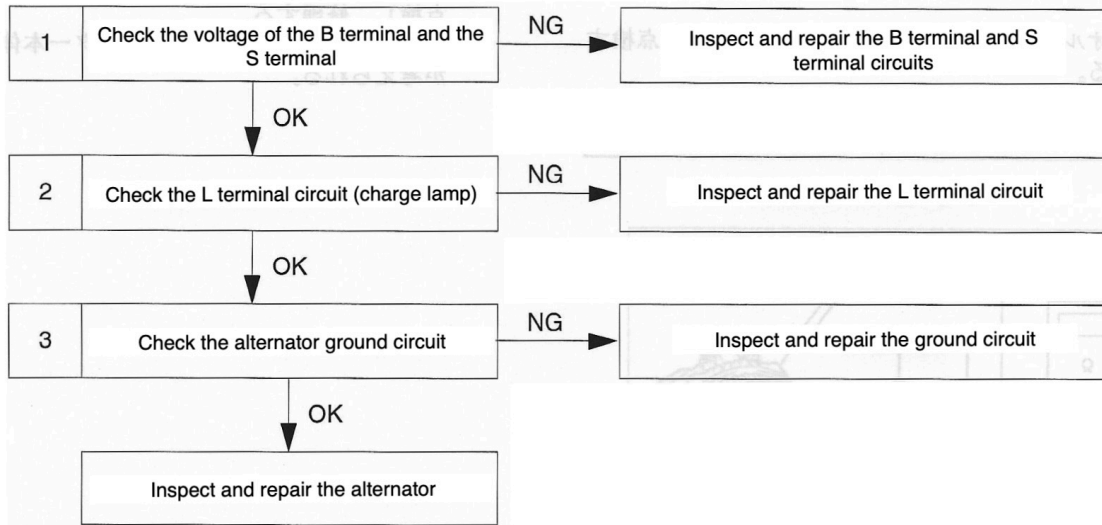 1
Check the voltage of the B terminal and the
S terminal
NG
Inspect and repair the B terminal and S
terminal circuits
OK
2
Check the L terminal circuit (charge lamp)
NG
Inspect and repair the L terminal circuit
OK
3
Check the alternator ground circuit
NG
Inspect and repair the ground circuit
OK
Inspect and repair the alternator